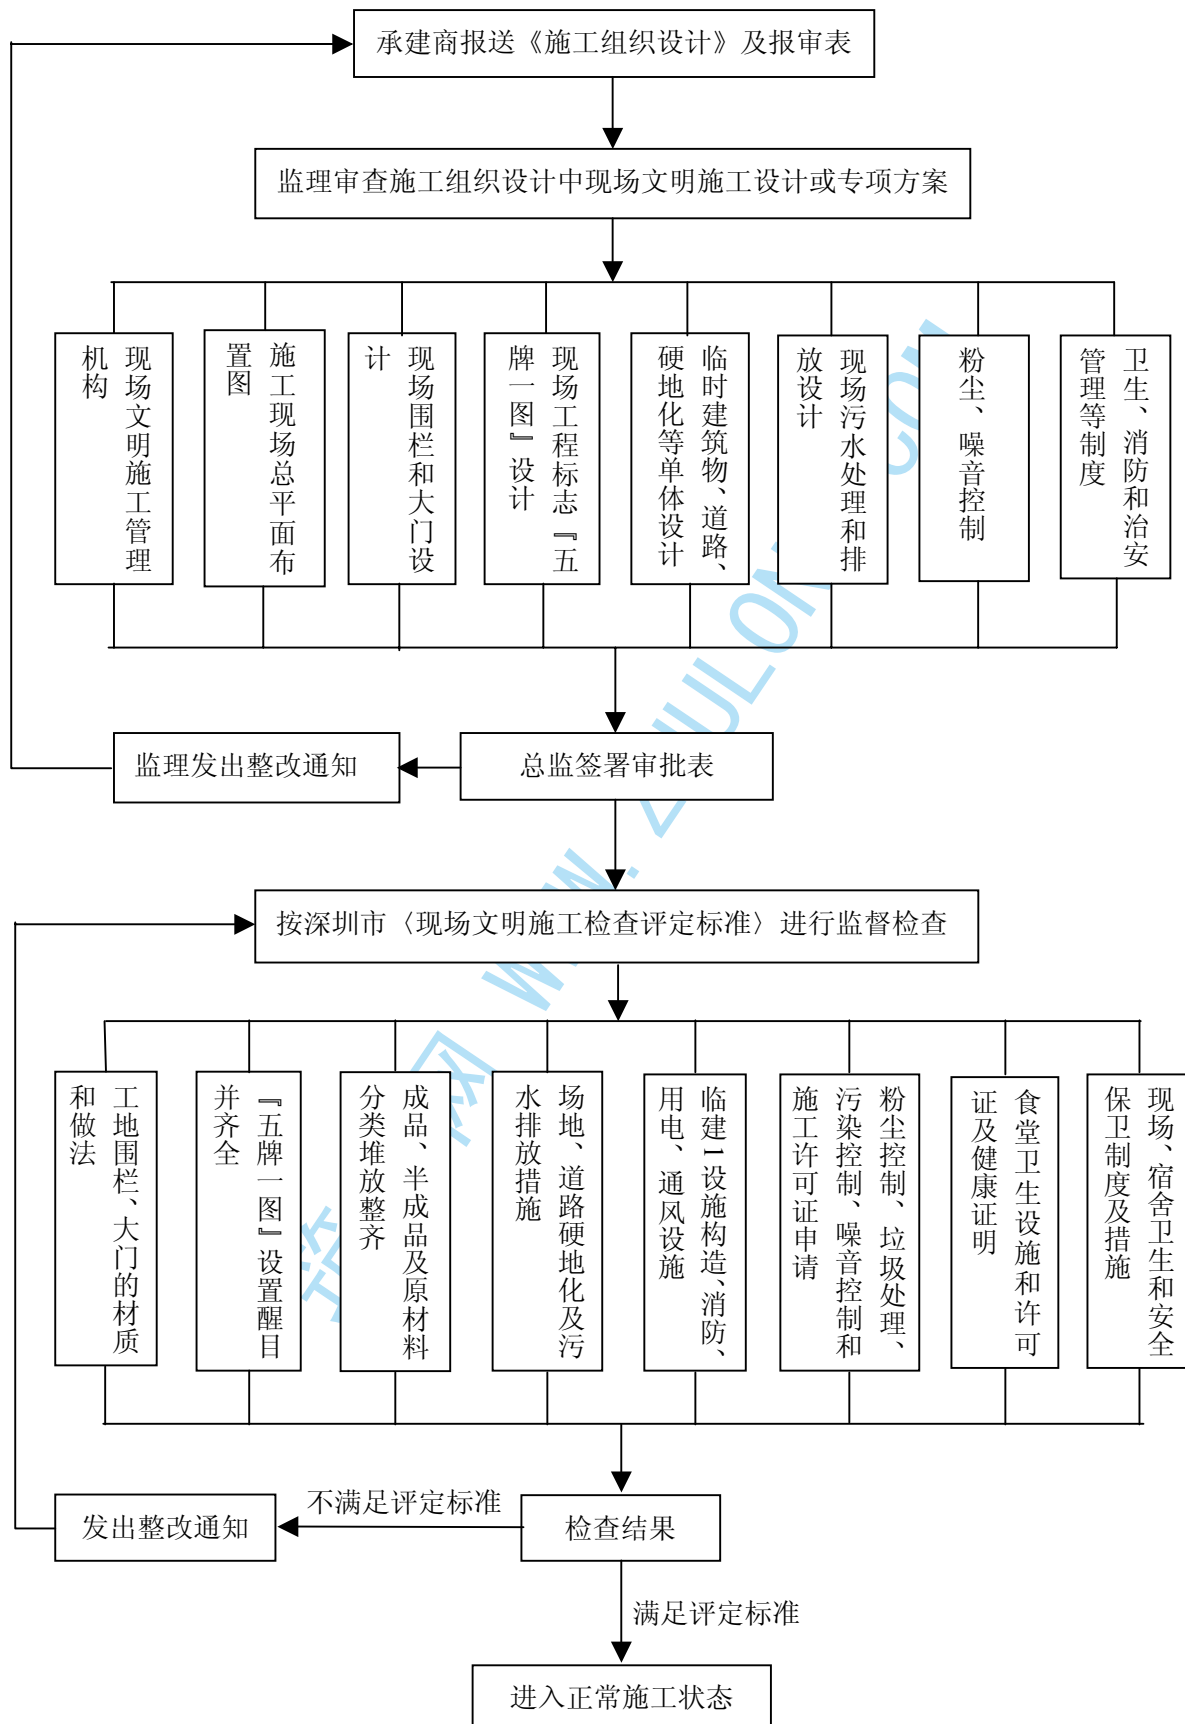 承建商报送《施工组织设计》及报审表
监理审查施工组织设计中现场文明施工设计或专项方案
现场文明施工管理
机构
施工现场总平面布
置图
现场围栏和大门设
计
现场工程标志『五
牌一图』设计
临时建筑物、道路、
硬地化等单体设计
现场污水处理和排
放设计
粉尘、噪音控制
卫生、消防和治安
管理等制度
监理发出整改通知
总监签署审批表
按深圳市〈现场文明施工检查评定标准〉进行监督检查
工地围栏、大门的材质
和做法
『五牌一图』设置醒目
并齐全
成品、半成品及原材料
分类堆放整齐
场地、道路硬地化及污
水排放措施
临建1设施构造、消防、
用电、通风设施
粉尘控制、垃圾处理、
污染控制、噪音控制和
施工许可证申请
食堂卫生设施和许可
证及健康证明
现场、宿舍卫生和安全
保卫制度及措施
发出整改通知
不满足评定标准
检查结果
满足评定标准
进入正常施工状态